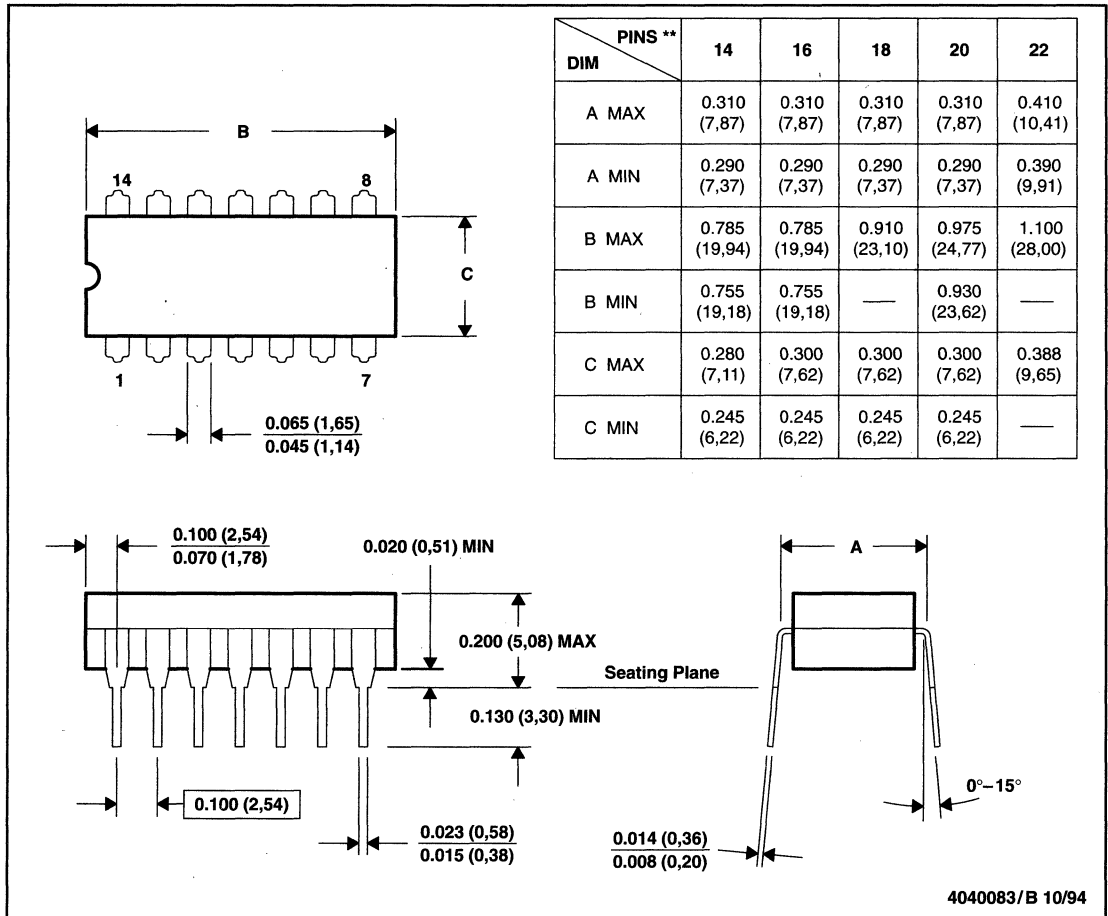 PINS ** 14 16 18 20 22
DIM
A MAX 0.310 0.310 0.310 0.310 0.410
(7,87) (7,87) (7,87) (7,87) (10,41)
A MIN 0.290 0.290 0.290 0.290 0.390
(7,37) (7,37) (7,37) (7,37) (9,91)
B MAX 0.785 0.785 0.910 0.975 1.100
(19,94) (19,94) (23,10) (24,77) (28,00)
B MIN 0.755 0.755 — 0.930 —
(19,18) (19,18) (23,62)
C MAX 0.280 0.300 0.300 0.300 0.388
(7,11) (7,62) (7,62) (7,62) (9,65)
C MIN 0.245 0.245 0.245 0.245 —
(6,22) (6,22) (6,22) (6,22)
B
14 8
C
1 7
0.065 (1,65)
0.045 (1,14)
0.100 (2,54)
0.070 (1,78)
0.020 (0,51) MIN
0.200 (5,08) MAX
Seating Plane
0.130 (3,30) MIN
0.100 (2,54)
0.023 (0,58)
0.015 (0,38)
A
0°–15°
0.014 (0,36)
0.008 (0,20)
4040083/B 10/94